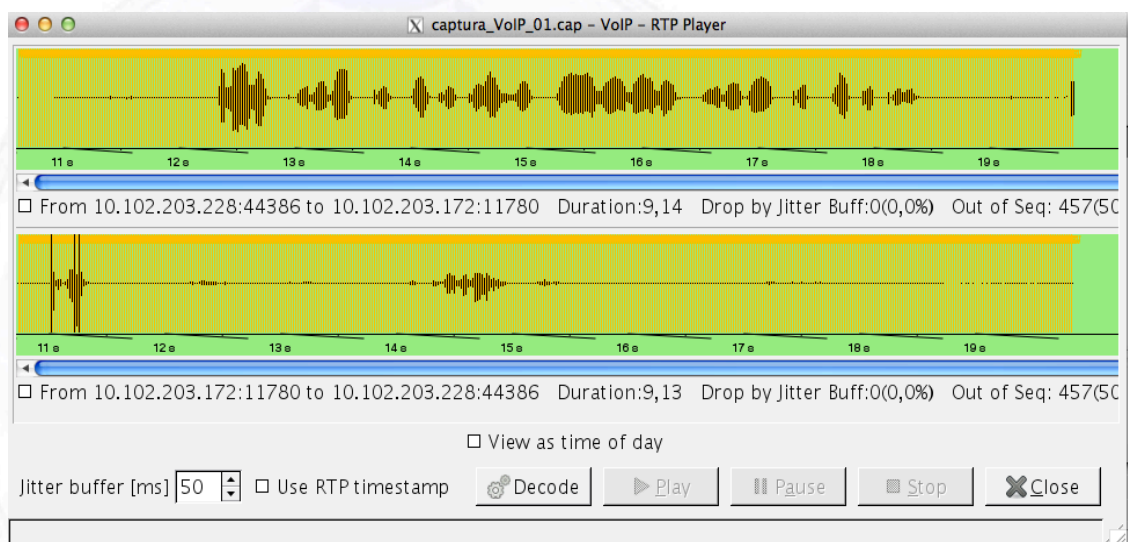 captura_VoIP_01.cap – VoIP – RTP Player
11 s 12 s 13 s 14 s 15 s 16 s 17 s 18 s 19 s
From 10.102.203.228:44386 to 10.102.203.172:11780 Duration:9,14 Drop by Jitter Buff:0(0,0%) Out of Seq: 457(50
11 s 12 s 13 s 14 s 15 s 16 s 17 s 18 s 19 s
From 10.102.203.172:11780 to 10.102.203.228:44386 Duration:9,13 Drop by Jitter Buff:0(0,0%) Out of Seq: 457(50
View as time of day
Jitter buffer [ms] 50 Use RTP timestamp Decode Play Pause Stop Close